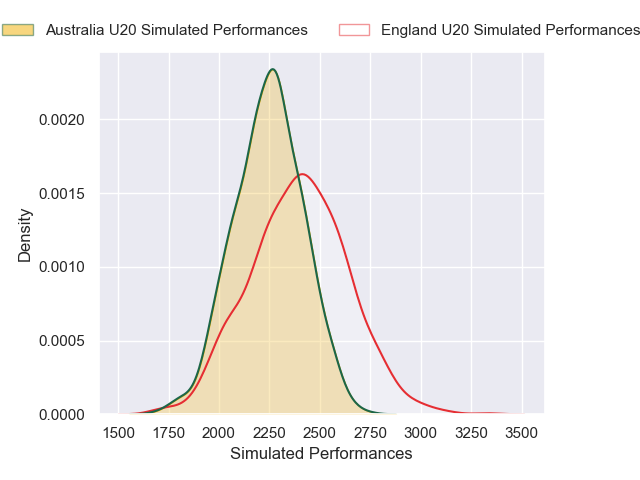 Australia U20 Simulated Performances England U20 Simulated Performances
0.0020
0.0015
0.0010
0.0005
0.0000
Density
1500 1750 2000 2250 2500 2750 3000 3250 3500
Simulated Performances